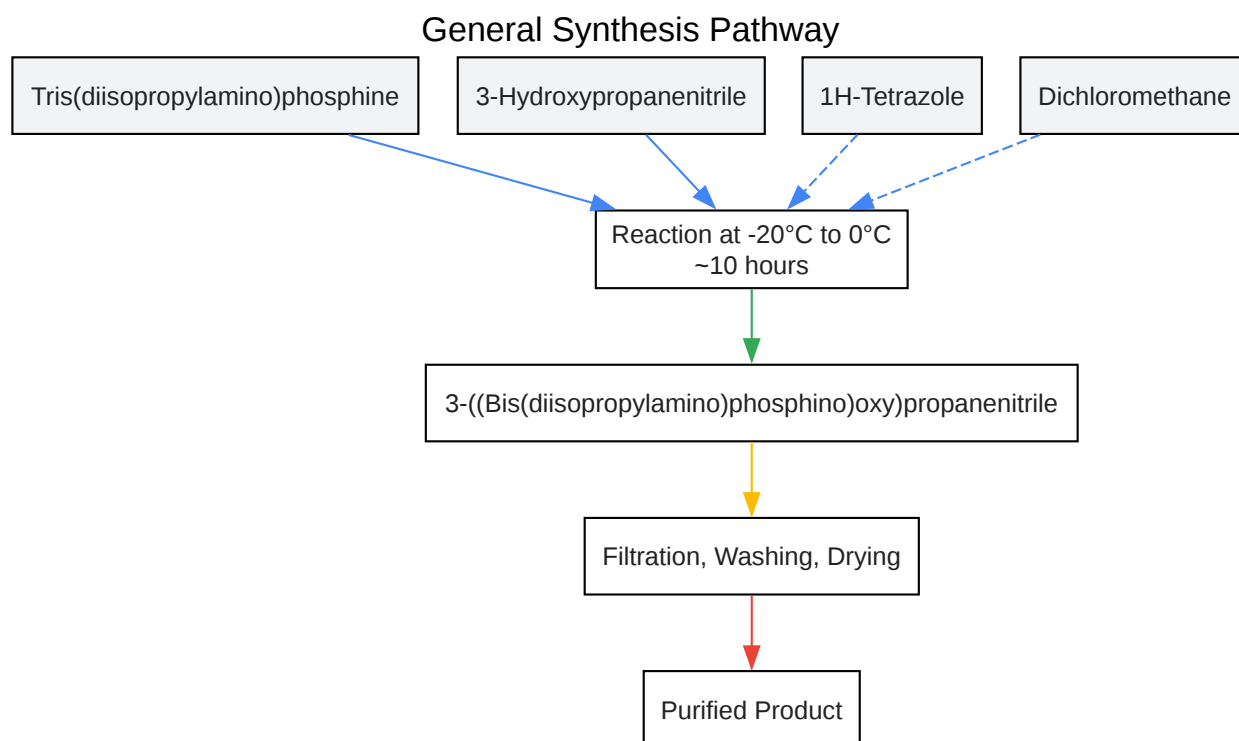 General Synthesis Pathway
Tris(diisopropylamino)phosphine
3-Hydroxypropanenitrile
1H-Tetrazole
Dichloromethane
Reaction at -20°C to 0°C
~10 hours
3-((Bis(diisopropylamino)phosphino)oxy)propanenitrile
Filtration, Washing, Drying
Purified Product